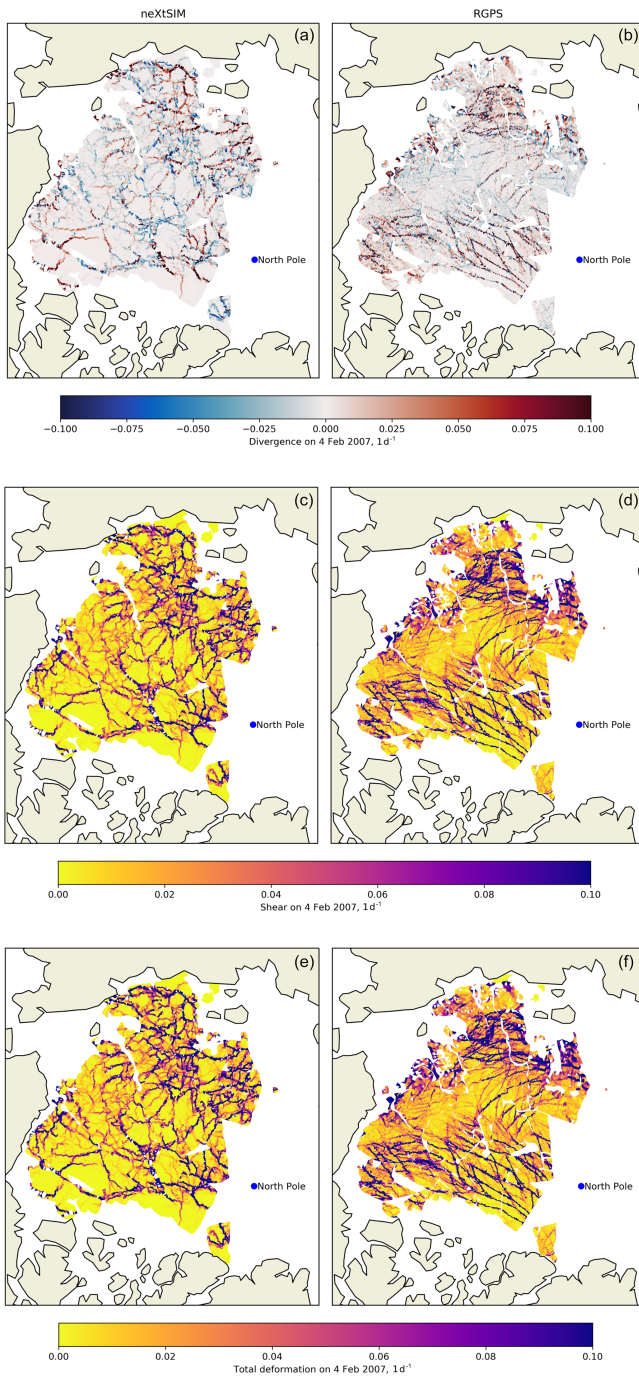 neXtSIM RGPS
(a) (b)
North Pole North Pole
−0.100 −0.075 −0.050 −0.025 0.000 0.025 0.050 0.075 0.100
Divergence on 4 Feb 2007, 1d⁻¹
(c) (d)
North Pole North Pole
0.00 0.02 0.04 0.06 0.08 0.10
Shear on 4 Feb 2007, 1d⁻¹
(e) (f)
North Pole North Pole
0.00 0.02 0.04 0.06 0.08 0.10
Total deformation on 4 Feb 2007, 1d⁻¹